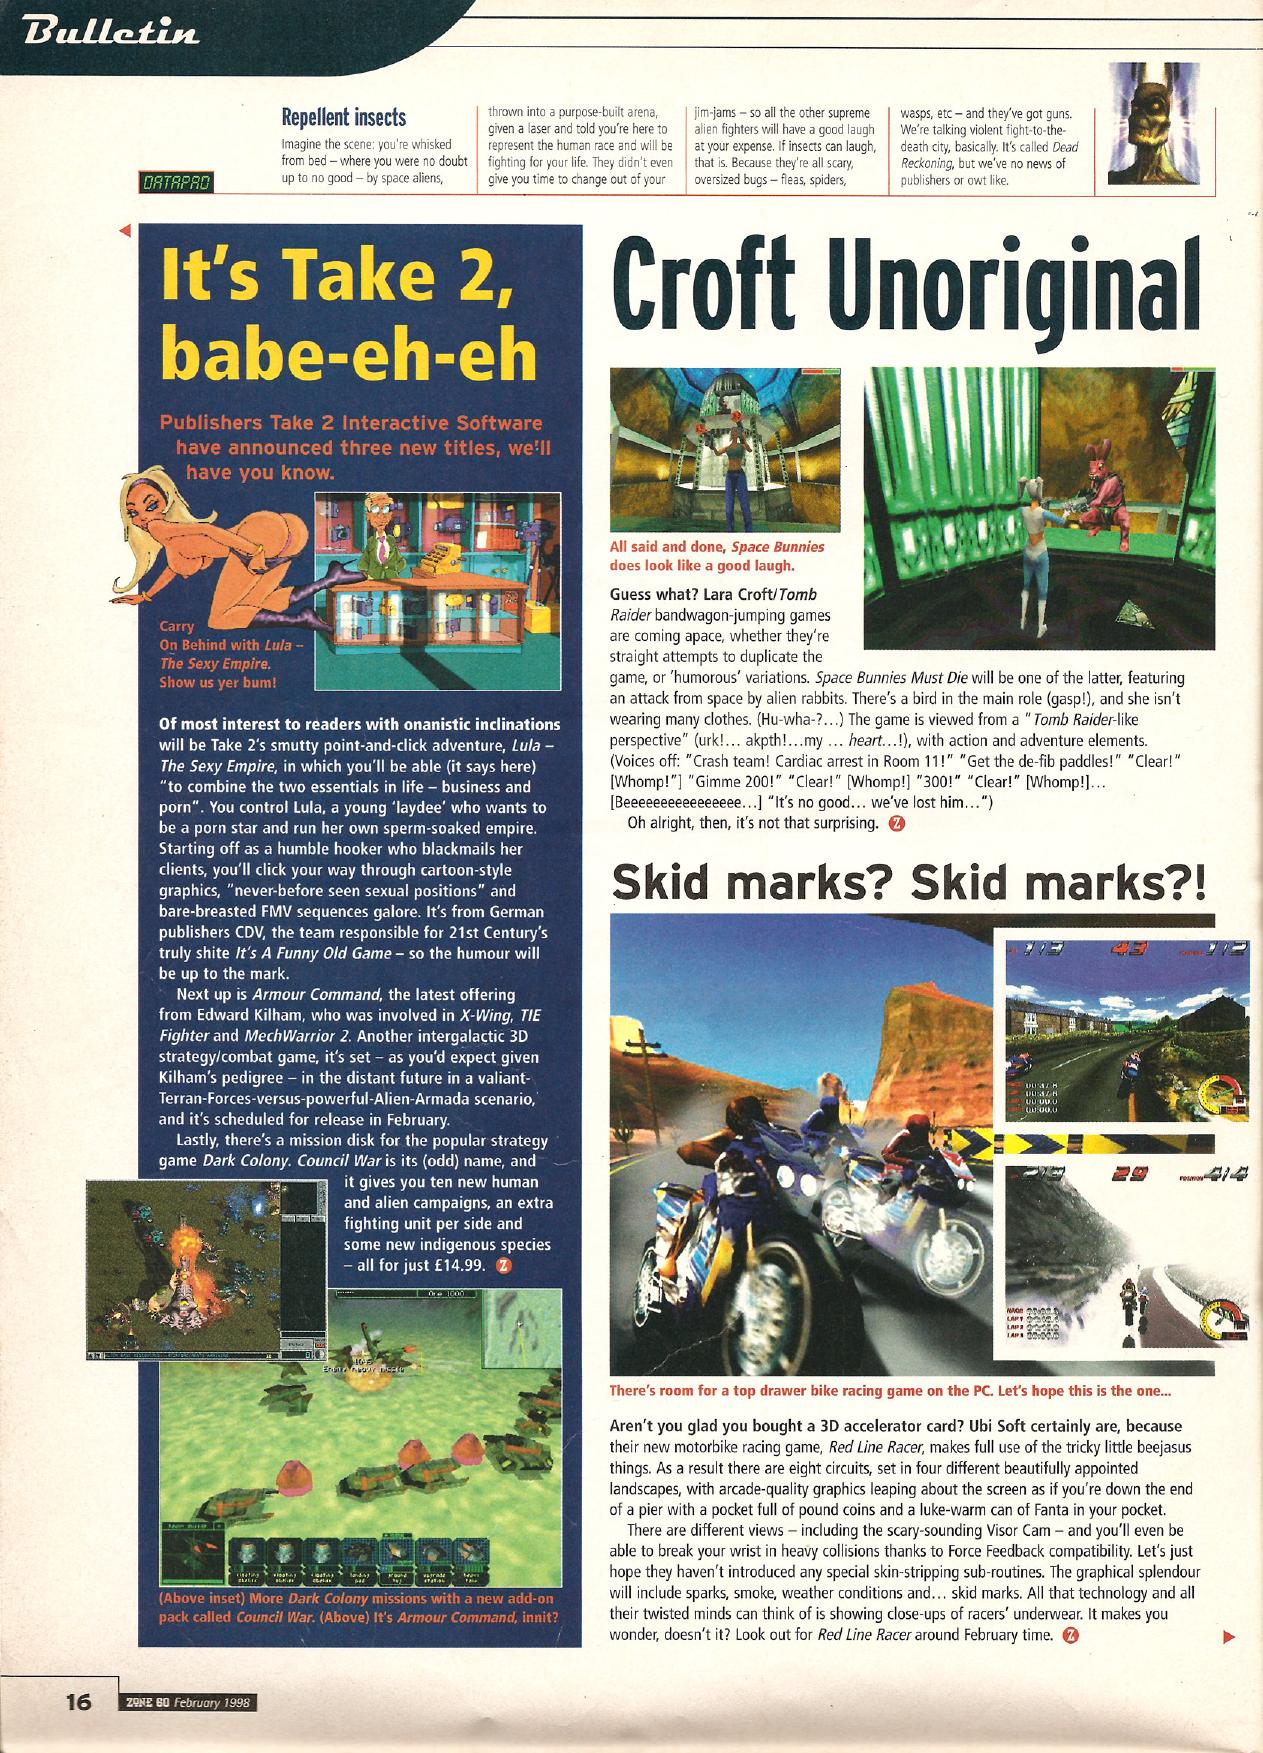 Bulletin
DATAPAD
Repellent insects
Imagine the scene: you're whisked
from bed – where you were no doubt
up to no good – by space aliens,
thrown into a purpose-built arena,
given a laser and told you're here to
represent the human race and will be
fighting for your life. They didn't even
give you time to change out of your
jim-jams – so all the other supreme
alien fighters will have a good laugh
at your expense. If insects can laugh,
that is. Because they're all scary,
oversized bugs – fleas, spiders,
wasps, etc – and they've got guns.
We're talking violent fight-to-the-
death city, basically. It's called Dead
Reckoning, but we've no news of
publishers or owt like.
It's Take 2,
babe-eh-eh
Publishers Take 2 Interactive Software
have announced three new titles, we'll
have you know.
Carry
On Behind with Lula –
The Sexy Empire.
Show us yer bum!
Of most interest to readers with onanistic inclinations
will be Take 2's smutty point-and-click adventure, Lula –
The Sexy Empire, in which you'll be able (it says here)
"to combine the two essentials in life – business and
porn". You control Lula, a young 'laydee' who wants to
be a porn star and run her own sperm-soaked empire.
Starting off as a humble hooker who blackmails her
clients, you'll click your way through cartoon-style
graphics, "never-before seen sexual positions" and
bare-breasted FMV sequences galore. It's from German
publishers CDV, the team responsible for 21st Century's
truly shite It's A Funny Old Game – so the humour will
be up to the mark.
Next up is Armour Command, the latest offering
from Edward Kilham, who was involved in X-Wing, TIE
Fighter and MechWarrior 2. Another intergalactic 3D
strategy/combat game, it's set – as you'd expect given
Kilham's pedigree – in the distant future in a valiant-
Terran-Forces-versus-powerful-Alien-Armada scenario,
and it's scheduled for release in February.
Lastly, there's a mission disk for the popular strategy
game Dark Colony. Council War is its (odd) name, and
it gives you ten new human
and alien campaigns, an extra
fighting unit per side and
some new indigenous species
– all for just £14.99. Z
Ore 1000
(Above inset) More Dark Colony missions with a new add-on
pack called Council War. (Above) It's Armour Command, innit?
Croft Unoriginal
All said and done, Space Bunnies
does look like a good laugh.
Guess what? Lara Croft/Tomb
Raider bandwagon-jumping games
are coming apace, whether they're
straight attempts to duplicate the
game, or 'humorous' variations. Space Bunnies Must Die will be one of the latter, featuring
an attack from space by alien rabbits. There's a bird in the main role (gasp!), and she isn't
wearing many clothes. (Hu-wha-?...) The game is viewed from a "Tomb Raider-like
perspective" (urk!... akpth!...my ... heart...!), with action and adventure elements.
(Voices off: "Crash team! Cardiac arrest in Room 11!" "Get the de-fib paddles!" "Clear!"
[Whomp!"] "Gimme 200!" "Clear!" [Whomp!] "300!" "Clear!" [Whomp!]...
[Beeeeeeeeeeeeeeee...] "It's no good... we've lost him...")
Oh alright, then, it's not that surprising. Z
Skid marks? Skid marks?!
1/3 43 1/2
29 4/4
There's room for a top drawer bike racing game on the PC. Let's hope this is the one...
Aren't you glad you bought a 3D accelerator card? Ubi Soft certainly are, because
their new motorbike racing game, Red Line Racer, makes full use of the tricky little beejasus
things. As a result there are eight circuits, set in four different beautifully appointed
landscapes, with arcade-quality graphics leaping about the screen as if you're down the end
of a pier with a pocket full of pound coins and a luke-warm can of Fanta in your pocket.
There are different views – including the scary-sounding Visor Cam – and you'll even be
able to break your wrist in heavy collisions thanks to Force Feedback compatibility. Let's just
hope they haven't introduced any special skin-stripping sub-routines. The graphical splendour
will include sparks, smoke, weather conditions and... skid marks. All that technology and all
their twisted minds can think of is showing close-ups of racers' underwear. It makes you
wonder, doesn't it? Look out for Red Line Racer around February time. Z
16 ZONE 60 February 1998